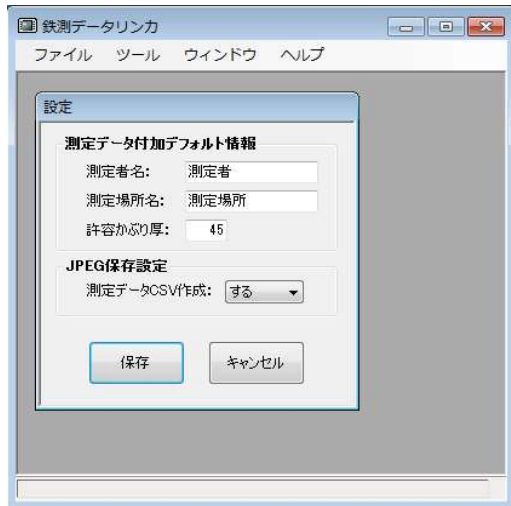 鉄測データリンカ
ファイル ツール ウィンドウ ヘルプ
設定
測定データ付加デフォルト情報
測定者名: 測定者
測定場所名: 測定場所
許容かぶり厚: 45
JPEG保存設定
測定データCSV作成: する
保存 キャンセル